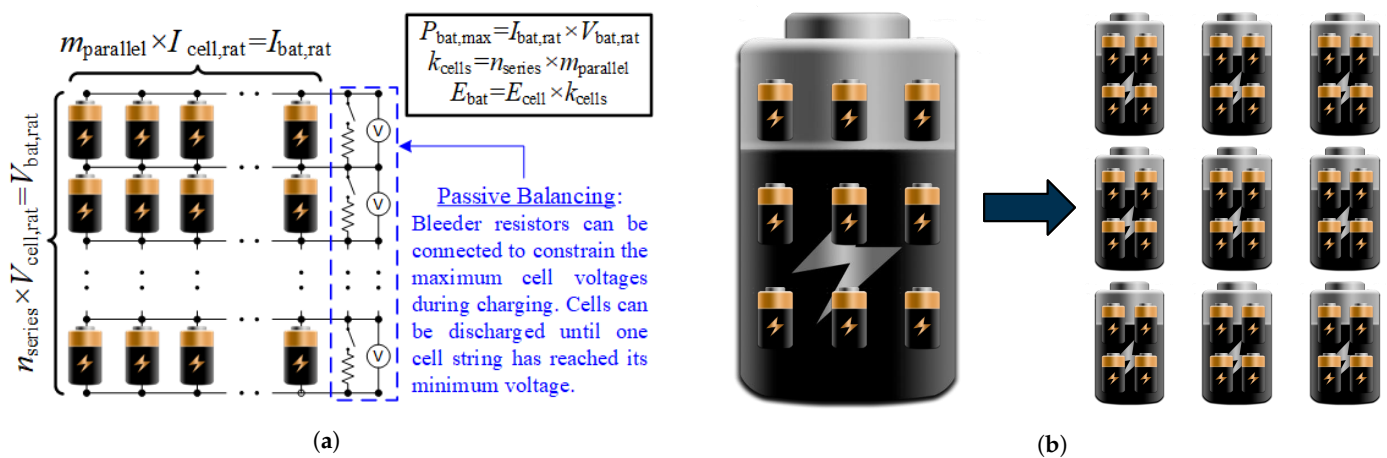 m_parallel × I_cell,rat = I_bat,rat
P_bat,max=I_bat,rat×V_bat,rat
k_cells=n_series×m_parallel
E_bat=E_cell×k_cells
n_series × V_cell,rat = V_bat,rat
V
V
V
Passive Balancing:
Bleeder resistors can be
connected to constrain the
maximum cell voltages
during charging. Cells can
be discharged until one
cell string has reached its
minimum voltage.
(a)
(b)